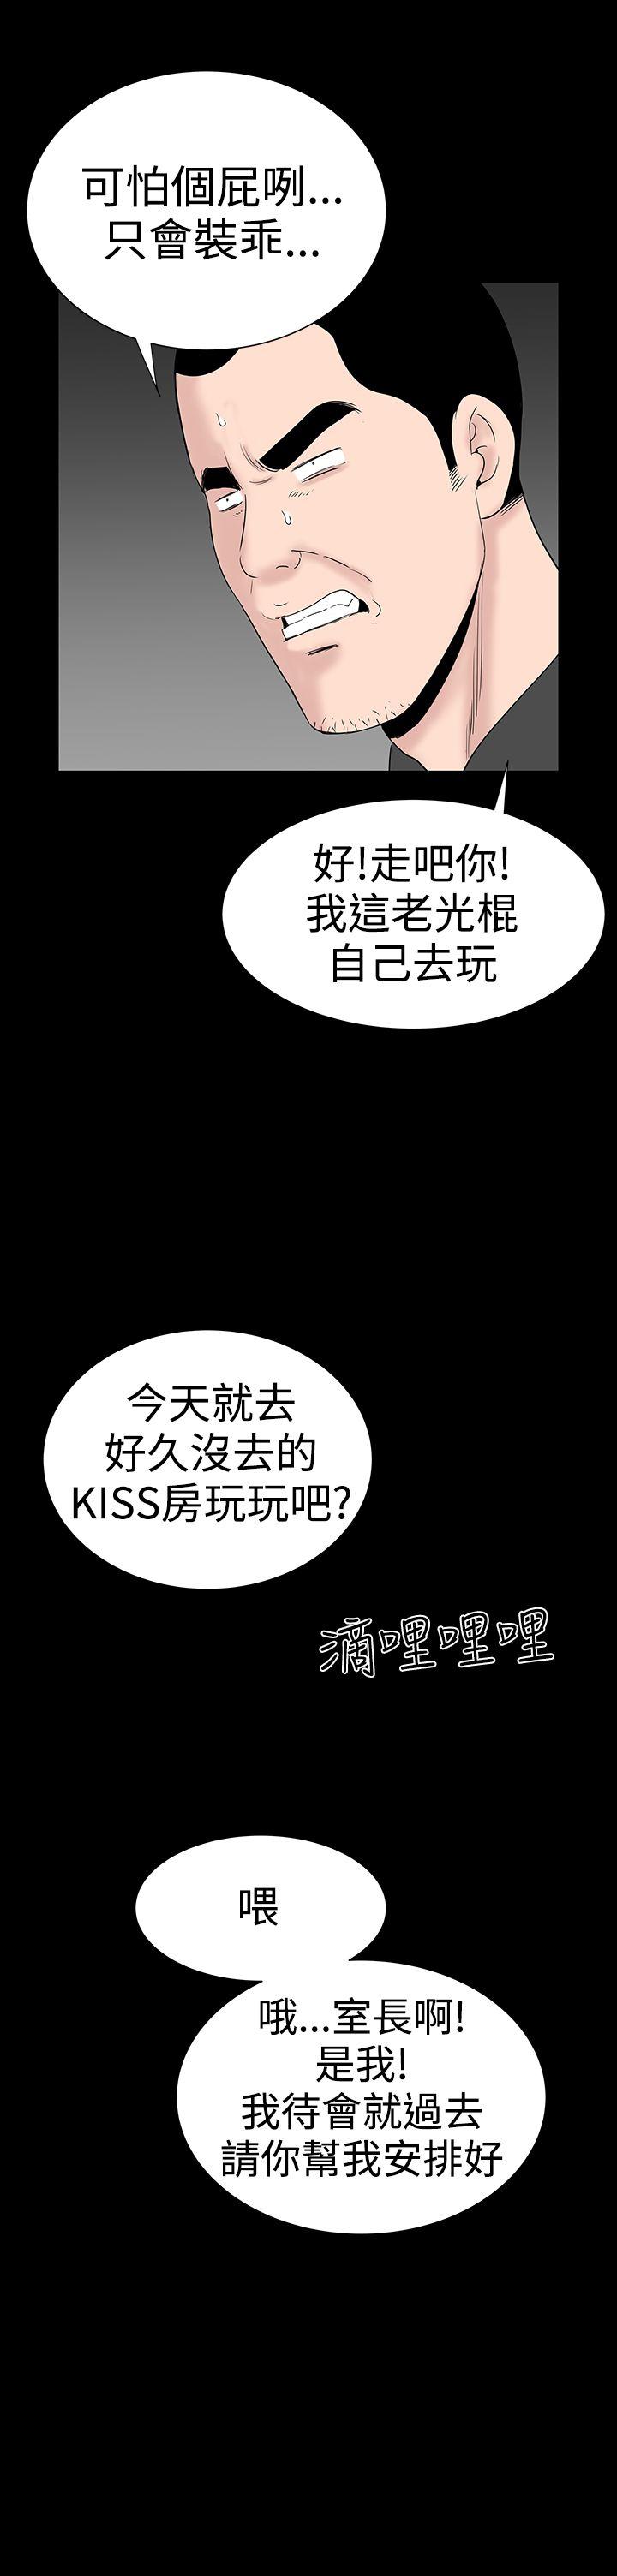 可怕個屁咧...
只會裝乖...
好!走吧你!
我這老光棍
自己去玩
今天就去
好久沒去的
KISS房玩玩吧?
滴哩哩哩
喂
哦...室長啊!
是我!
我待會就過去
請你幫我安排好